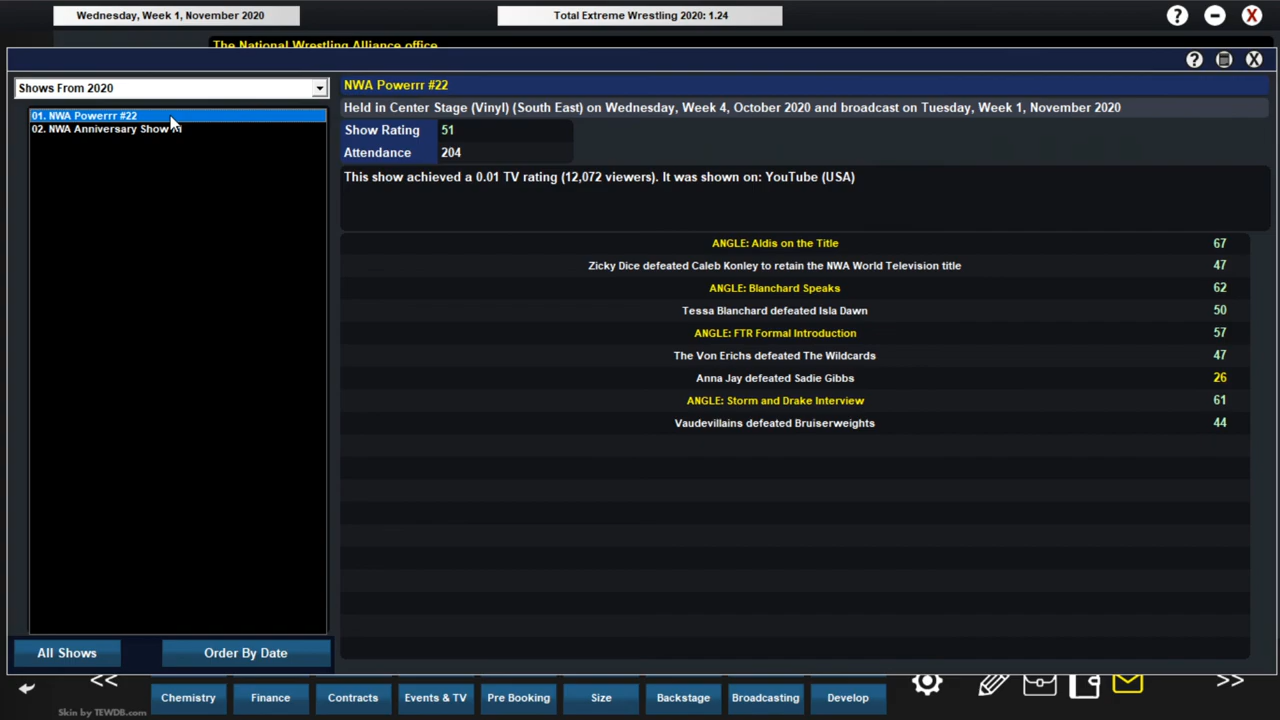 Wednesday, Week 1, November 2020
Total Extreme Wrestling 2020: 1.24
The National Wrestling Alliance office
Shows From 2020
01. NWA Powerrr #22
02. NWA Anniversary Show
NWA Powerrr #22
Held in Center Stage (Vinyl) (South East) on Wednesday, Week 4, October 2020 and broadcast on Tuesday, Week 1, November 2020
Show Rating 51
Attendance 204
This show achieved a 0.01 TV rating (12,072 viewers). It was shown on: YouTube (USA)
ANGLE: Aldis on the Title 67
Zicky Dice defeated Caleb Konley to retain the NWA World Television title 47
ANGLE: Blanchard Speaks 62
Tessa Blanchard defeated Isla Dawn 50
ANGLE: FTR Formal Introduction 57
The Von Erichs defeated The Wildcards 47
Anna Jay defeated Sadie Gibbs 26
ANGLE: Storm and Drake Interview 61
Vaudevillains defeated Bruiserweights 44
All Shows
Order By Date
<< Chemistry Finance Contracts Events & TV Pre Booking Size Backstage Broadcasting Develop >>
Skin by TEWDB.com